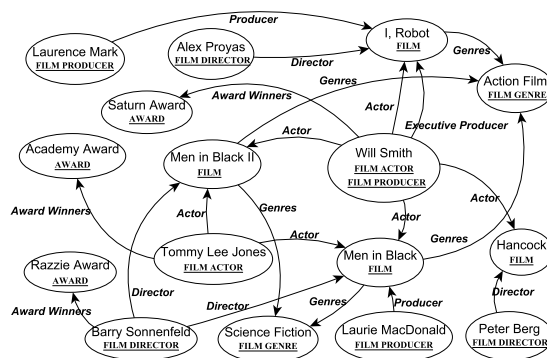 Producer
Laurence Mark
FILM PRODUCER
Alex Proyas
FILM DIRECTOR
Director
I, Robot
FILM
Genres
Genres
Action Film
FILM GENRE
Saturn Award
AWARD
Award Winners
Actor
Executive Producer
Academy Award
AWARD
Men in Black II
FILM
Actor
Will Smith
FILM ACTOR
FILM PRODUCER
Award Winners
Actor
Genres
Actor
Actor
Tommy Lee Jones
FILM ACTOR
Actor
Men in Black
FILM
Genres
Hancock
FILM
Razzie Award
AWARD
Award Winners
Director
Director
Genres
Producer
Director
Barry Sonnenfeld
FILM DIRECTOR
Science Fiction
FILM GENRE
Laurie MacDonald
FILM PRODUCER
Peter Berg
FILM DIRECTOR